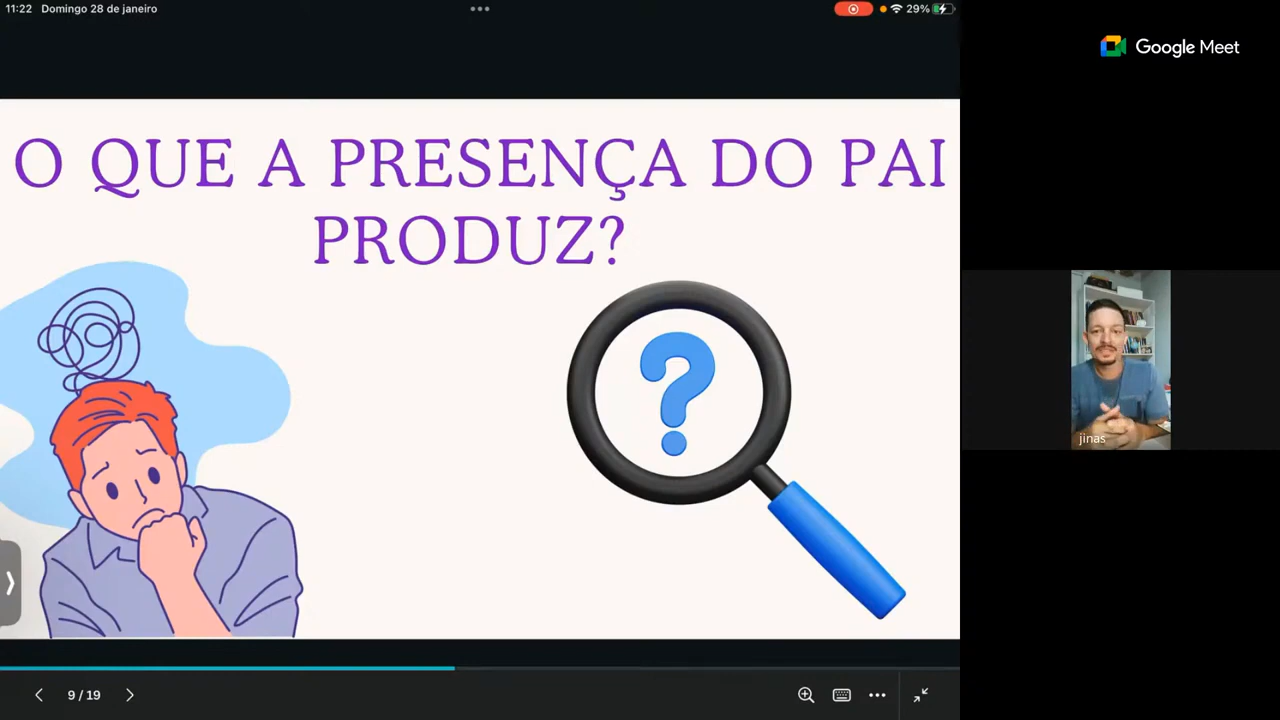 11:22 Domingo 28 de janeiro
29%
Google Meet
O QUE A PRESENÇA DO PAI
PRODUZ?
?
jinas
9 / 19